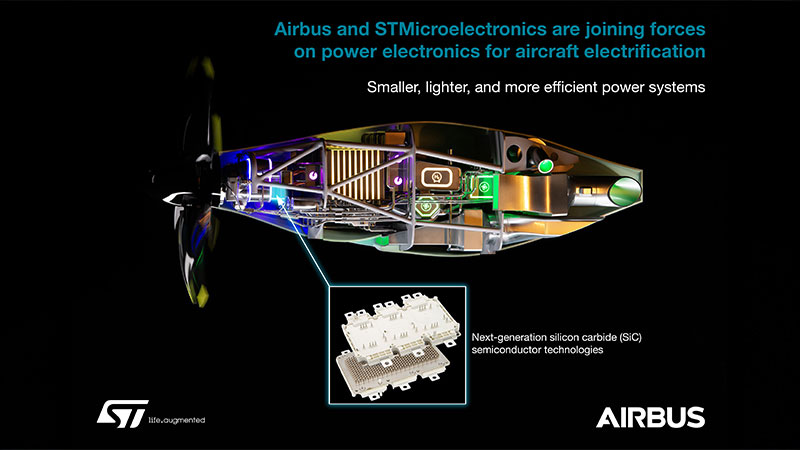 Airbus and STMicroelectronics are joining forces
on power electronics for aircraft electrification
Smaller, lighter, and more efficient power systems
Next-generation silicon carbide (SiC)
semiconductor technologies
ST life.augmented
AIRBUS